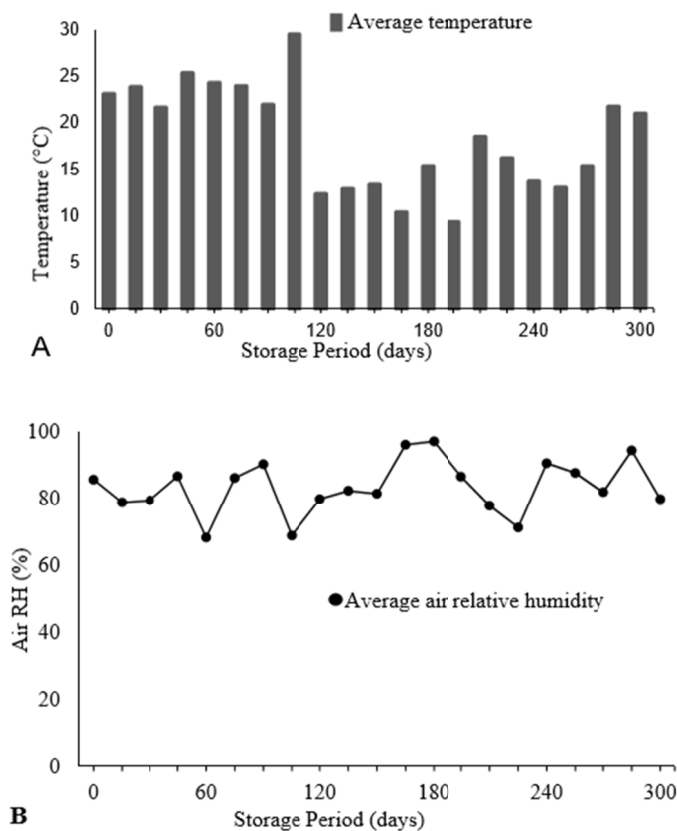 30
Average temperature
25
20
15
10
5
0
Temperature (°C)
0 60 120 180 240 300
A
Storage Period (days)
100
80
60
40
20
0
Air RH (%)
Average air relative humidity
0 60 120 180 240 300
B
Storage Period (days)